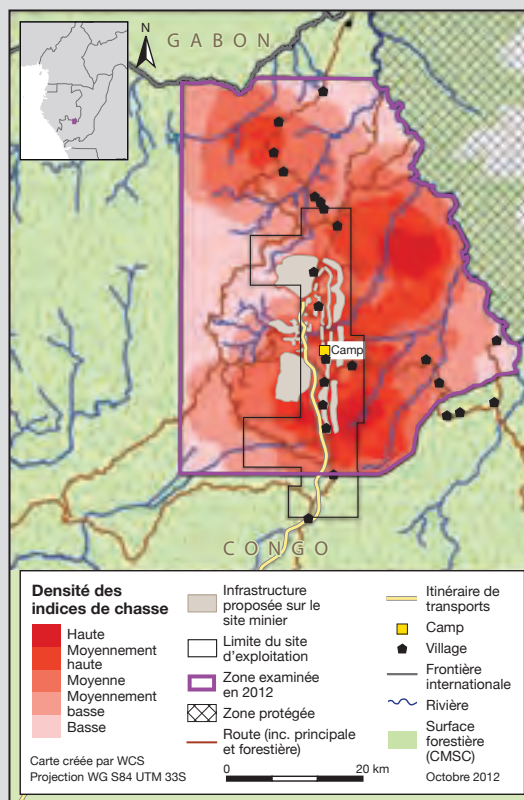 N
GABON
Camp
CONGO
Densité des
indices de chasse
Haute
Moyennement
haute
Moyenne
Moyennement
basse
Basse
Carte créée par WCS
Projection WG S84 UTM 33S
Infrastructure
proposée sur le
site minier
Limite du site
d'exploitation
Zone examinée
en 2012
Zone protégée
Route (inc. principale
et forestière)
0 20 km
Itinéraire de
transports
Camp
Village
Frontière
internationale
Rivière
Surface
forestière
(CMSC)
Octobre 2012